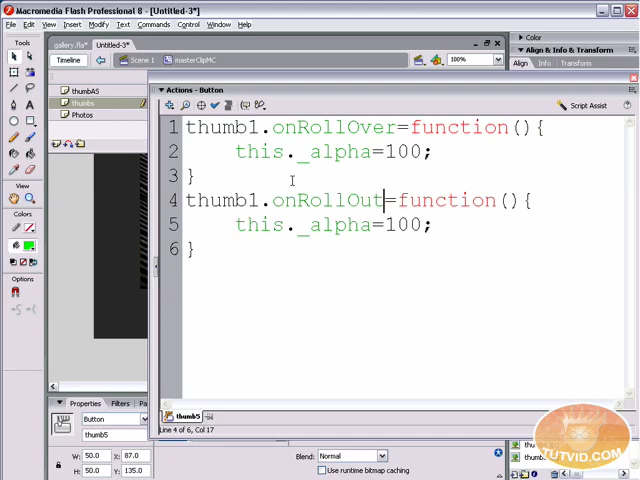 Macromedia Flash Professional 8 - [Untitled-3*]
File Edit View Insert Modify Text Commands Control Window Help
Tools
gallery.fla* Untitled-3*
Timeline Scene 1 masterClipMC 100%
Color
Align & Info & Transform
Align Info Transform
thumbAS
thumbs
Photos
View
Colors
Options
Actions - Button
Script Assist
1 thumb1.onRollOver=function(){
2 this._alpha=100;
3 }
4 thumb1.onRollOut=function(){
5 this._alpha=100;
6 }
thumb5
Line 4 of 6, Col 17
Properties Filters
Button
thumb5
W: 50.0 X: 87.0
H: 50.0 Y: 135.0
Blend: Normal
Use runtime bitmap caching
TUTVID.COM